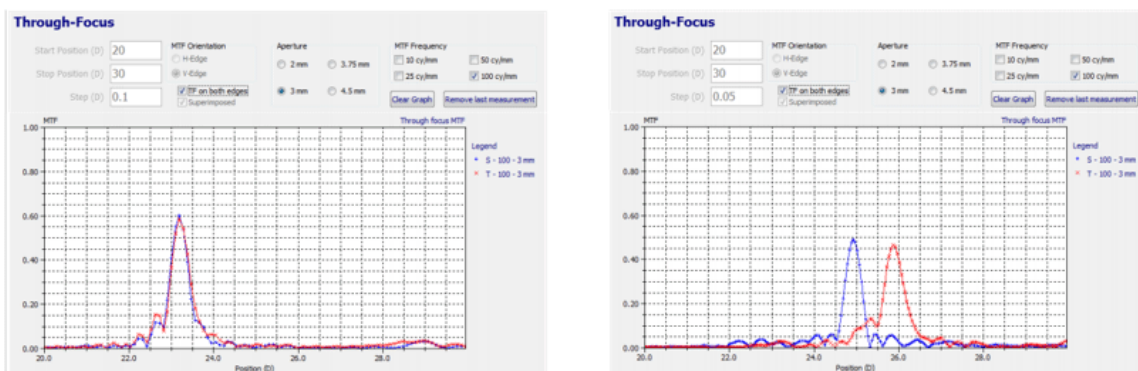 Through-Focus
Start Position (D) 20
Stop Position (D) 30
Step (D) 0.1
MTF Orientation
H-Edge
V-Edge
TF on both edges
Superimposed
Aperture
2 mm 3.75 mm
3 mm 4.5 mm
MTF Frequency
10 cy/mm 50 cy/mm
25 cy/mm 100 cy/mm
Clear Graph Remove last measurement
MTF Through focus MTF
1.00
0.80
0.60
0.40
0.20
0.00
20.0 22.0 24.0 26.0 28.0
Position (D)
Legend
S - 100 - 3 mm
T - 100 - 3 mm
Through-Focus
Start Position (D) 20
Stop Position (D) 30
Step (D) 0.05
MTF Orientation
H-Edge
V-Edge
TF on both edges
Superimposed
Aperture
2 mm 3.75 mm
3 mm 4.5 mm
MTF Frequency
10 cy/mm 50 cy/mm
25 cy/mm 100 cy/mm
Clear Graph Remove last measurement
MTF Through focus MTF
1.00
0.80
0.60
0.40
0.20
0.00
20.0 22.0 24.0 26.0 28.0
Position (D)
Legend
S - 100 - 3 mm
T - 100 - 3 mm